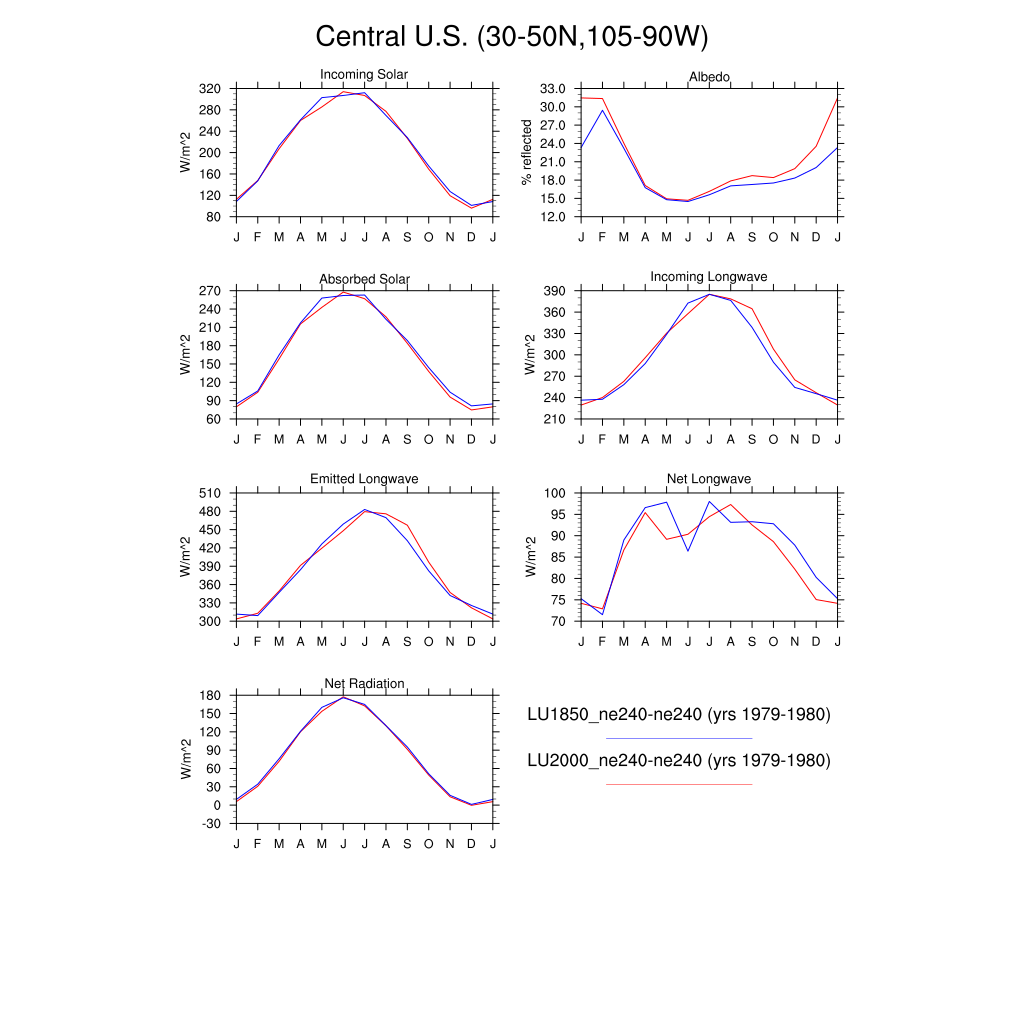 Central U.S. (30-50N,105-90W)
Incoming Solar
W/m^2
320
280
240
200
160
120
80
J F M A M J J A S O N D J
Albedo
% reflected
33.0
30.0
27.0
24.0
21.0
18.0
15.0
12.0
J F M A M J J A S O N D J
Absorbed Solar
W/m^2
270
240
210
180
150
120
90
60
J F M A M J J A S O N D J
Incoming Longwave
W/m^2
390
360
330
300
270
240
210
J F M A M J J A S O N D J
Emitted Longwave
W/m^2
510
480
450
420
390
360
330
300
J F M A M J J A S O N D J
Net Longwave
W/m^2
100
95
90
85
80
75
70
J F M A M J J A S O N D J
Net Radiation
W/m^2
180
150
120
90
60
30
0
-30
J F M A M J J A S O N D J
LU1850_ne240-ne240 (yrs 1979-1980)
LU2000_ne240-ne240 (yrs 1979-1980)